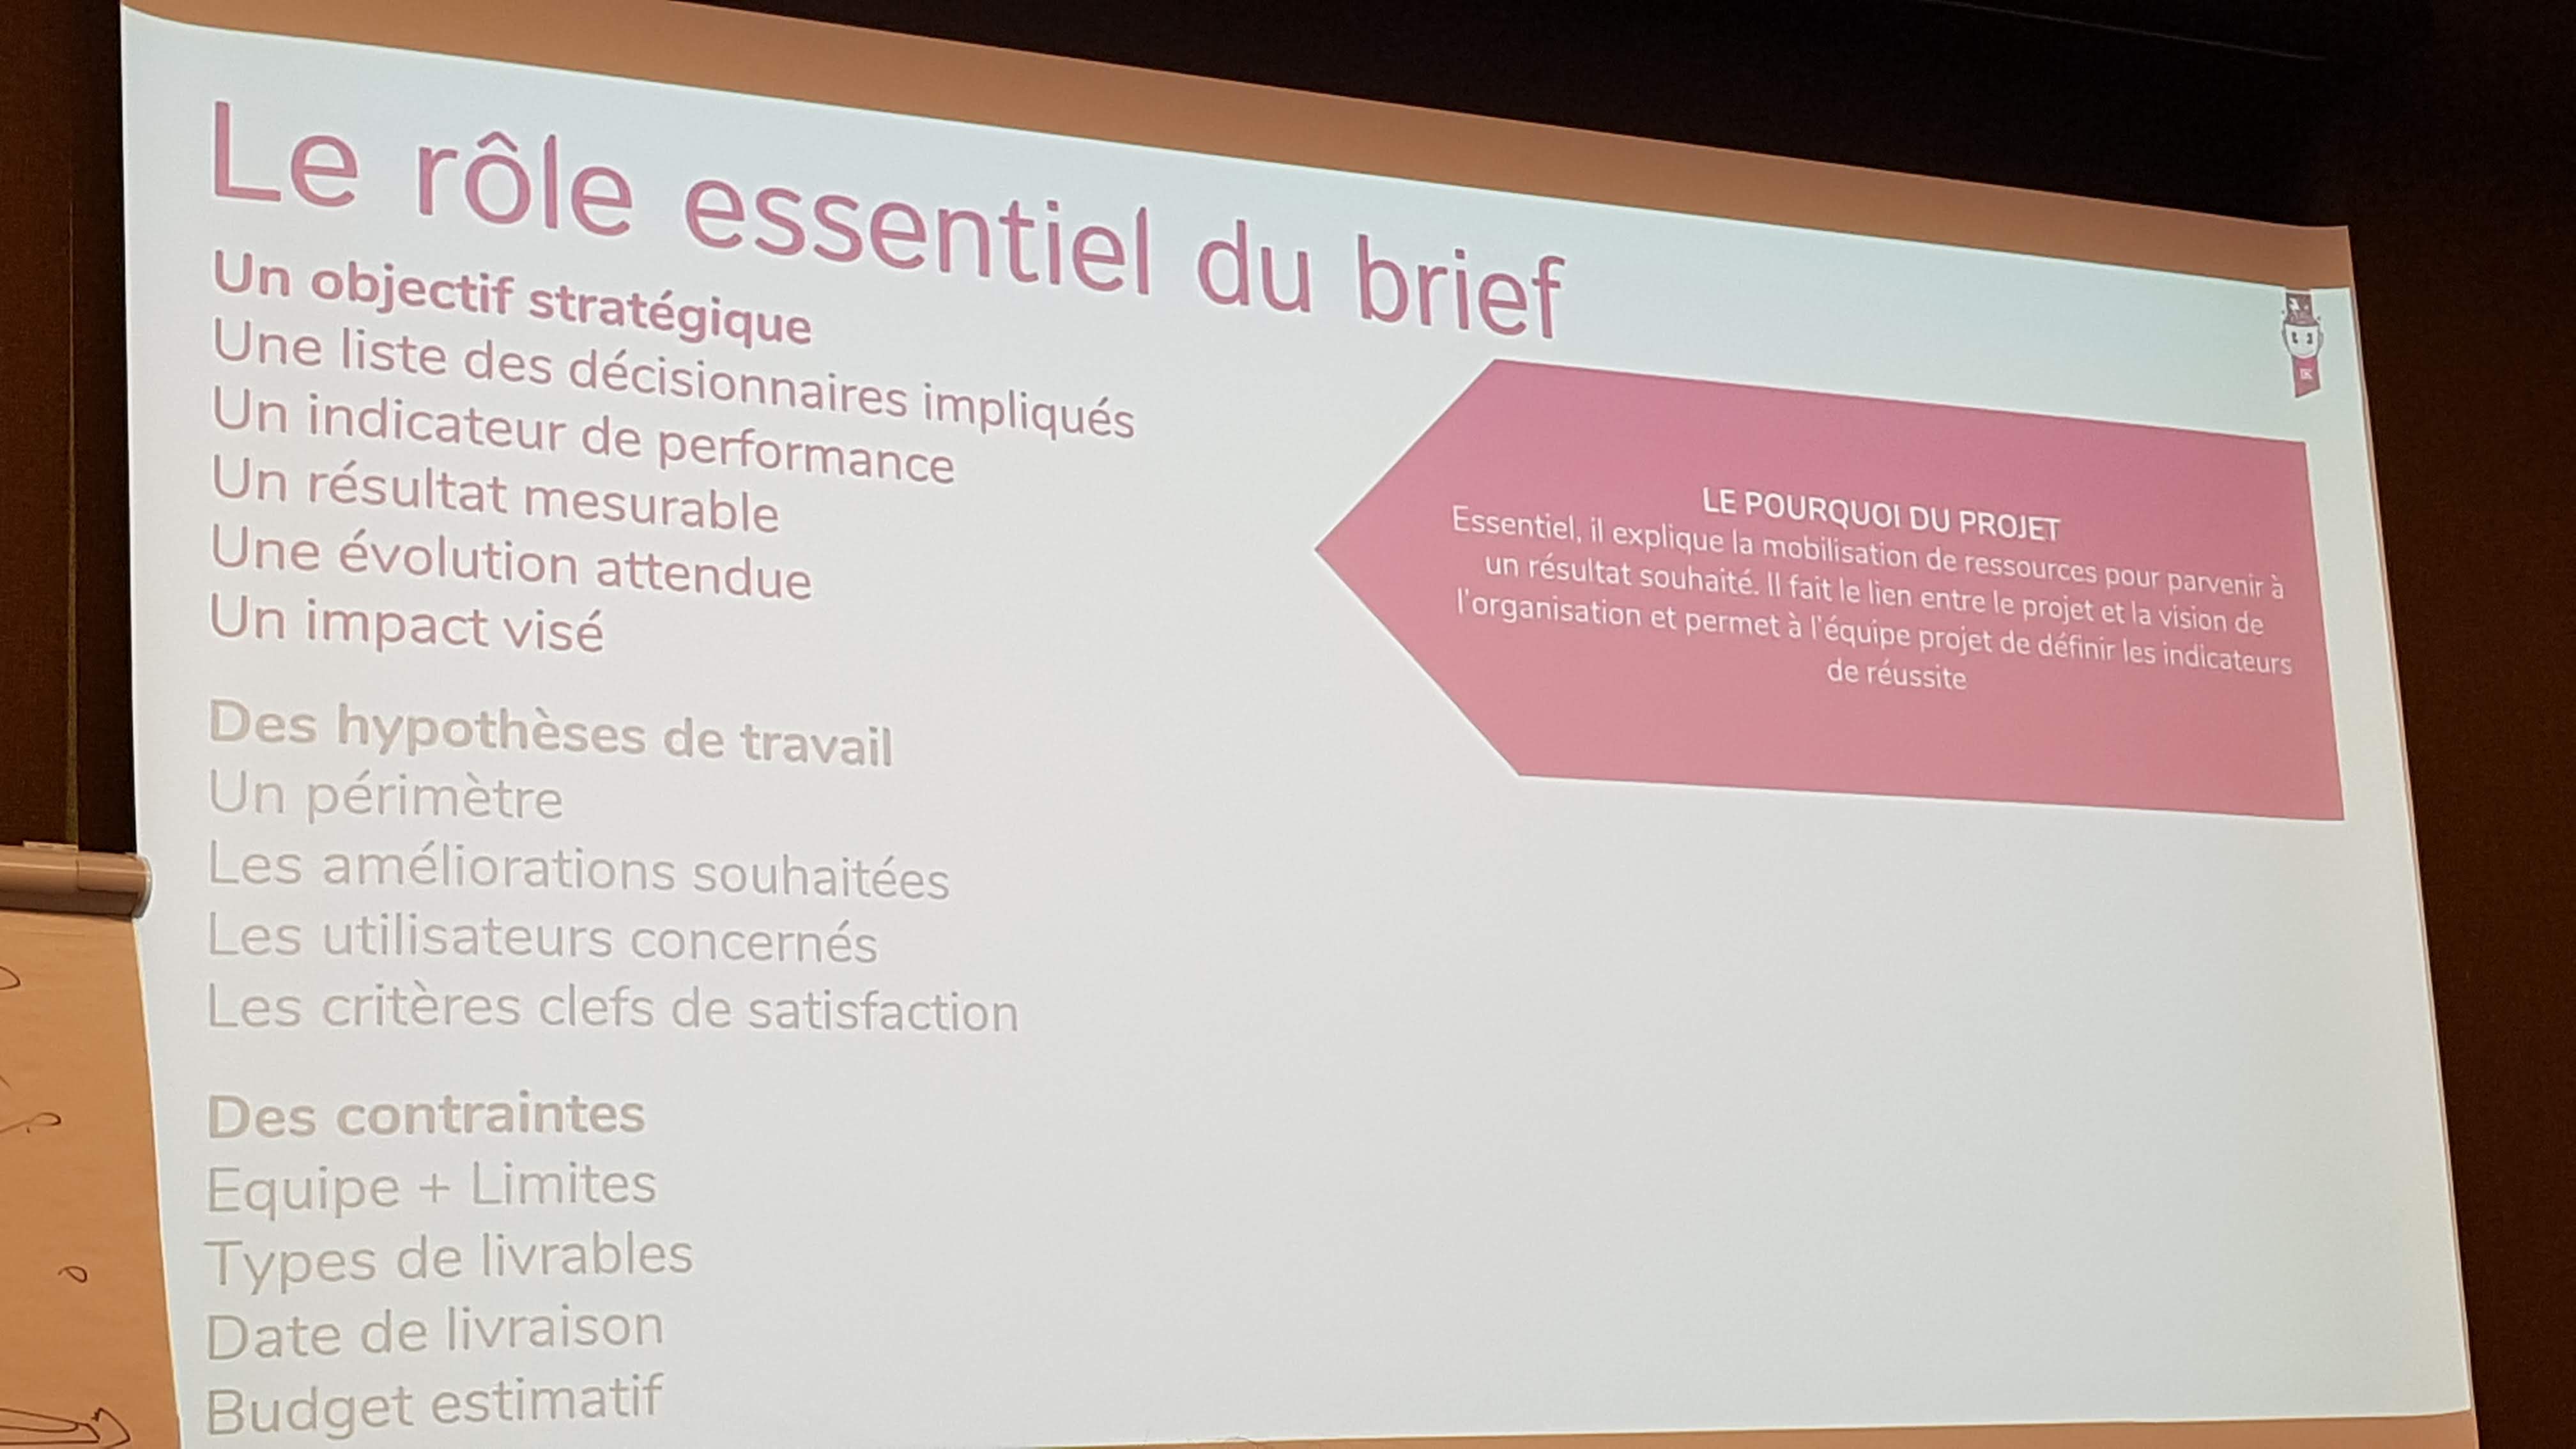 Le rôle essentiel du brief
Un objectif stratégique
Une liste des décisionnaires impliqués
Un indicateur de performance
Un résultat mesurable
Une évolution attendue
Un impact visé
Des hypothèses de travail
Un périmètre
Les améliorations souhaitées
Les utilisateurs concernés
Les critères clefs de satisfaction
Des contraintes
Equipe + Limites
Types de livrables
Date de livraison
Budget estimatif
LE POURQUOI DU PROJET
Essentiel, il explique la mobilisation de ressources pour parvenir à
un résultat souhaité. Il fait le lien entre le projet et la vision de
l'organisation et permet à l'équipe projet de définir les indicateurs
de réussite